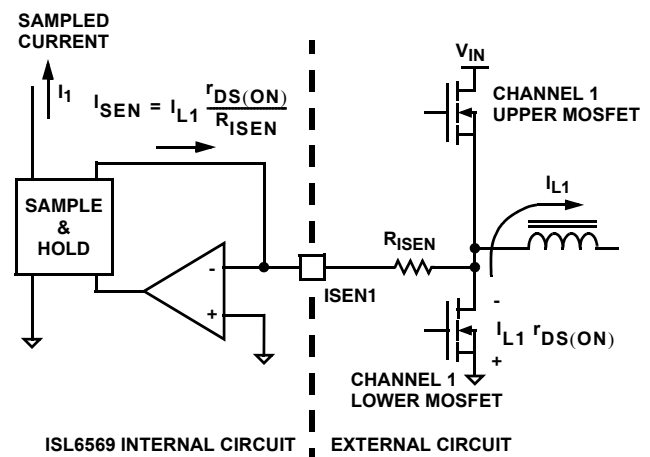 SAMPLED
CURRENT
I1
ISEN = IL1 rDS(ON)
RISEN
VIN
CHANNEL 1
UPPER MOSFET
IL1
SAMPLE
&
HOLD
RISEN
-
+
ISEN1
-
IL1 rDS(ON)
+
CHANNEL 1
LOWER MOSFET
ISL6569 INTERNAL CIRCUIT
EXTERNAL CIRCUIT